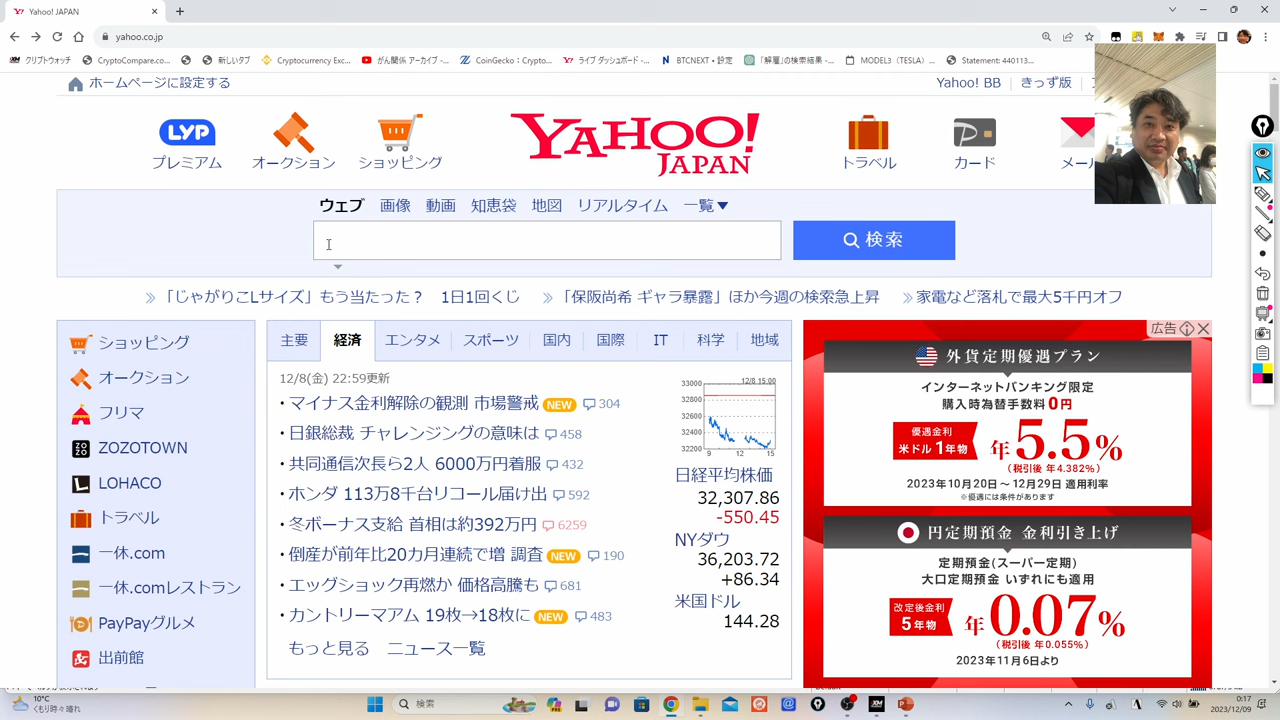 Yahoo! JAPAN
yahoo.co.jp
クリプトウォッチ
CryptoCompare.co...
新しいタブ
Cryptocurrency Exc...
がん関係 アーカイブ -...
CoinGecko : Crypto...
ライブ ダッシュボード -...
BTCNEXT • 設定
「解雇」の検索結果 -...
MODEL3（TESLA）...
Statement: 440113...
ホームページに設定する
Yahoo! BB
きっず版
LYP
プレミアム
オークション
ショッピング
YAHOO!
JAPAN
トラベル
カード
メール
ウェブ 画像 動画 知恵袋 地図 リアルタイム 一覧▼
検索
「じゃがりこLサイズ」もう当たった？ 1日1回くじ
「保阪尚希 ギャラ暴露」ほか今週の検索急上昇
家電など落札で最大5千円オフ
ショッピング
オークション
フリマ
ZOZOTOWN
LOHACO
トラベル
一休.com
一休.comレストラン
PayPayグルメ
出前館
主要 経済 エンタメ スポーツ 国内 国際 IT 科学 地域
12/8(金) 22:59更新
・マイナス金利解除の観測 市場警戒 NEW 304
・日銀総裁 チャレンジングの意味は 458
・共同通信次長ら2人 6000万円着服 432
・ホンダ 113万8千台リコール届け出 592
・冬ボーナス支給 首相は約392万円 6259
・倒産が前年比20カ月連続で増 調査 NEW 190
・エッグショック再燃か 価格高騰も 681
・カントリーマアム 19枚→18枚に NEW 483
もっと見る ニュース一覧
12/8 15:00
33000
32800
32600
32400
32200
9 12 15
日経平均株価
32,307.86
-550.45
NYダウ
36,203.72
+86.34
米国ドル
144.28
広告
外貨定期優遇プラン
インターネットバンキング限定
購入時為替手数料0円
優遇金利
米ドル1年物
年5.5%
（税引後 年4.382%）
2023年10月20日～12月29日 適用利率
※優遇には条件があります
円定期預金 金利引き上げ
定期預金(スーパー定期)
大口定期預金 いずれにも適用
改定後金利
5年物
年0.07%
（税引後 年0.055%）
2023年11月6日より
10°C
くもり時々晴れ
検索
0:17
2023/12/17